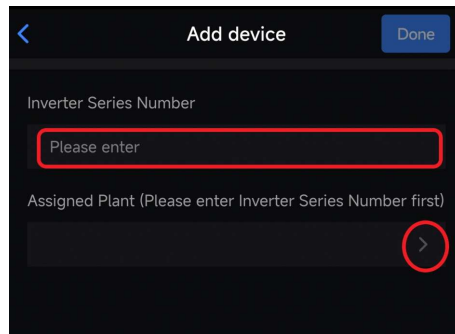 Add device
Done
Inverter Series Number
Please enter
Assigned Plant (Please enter Inverter Series Number first)